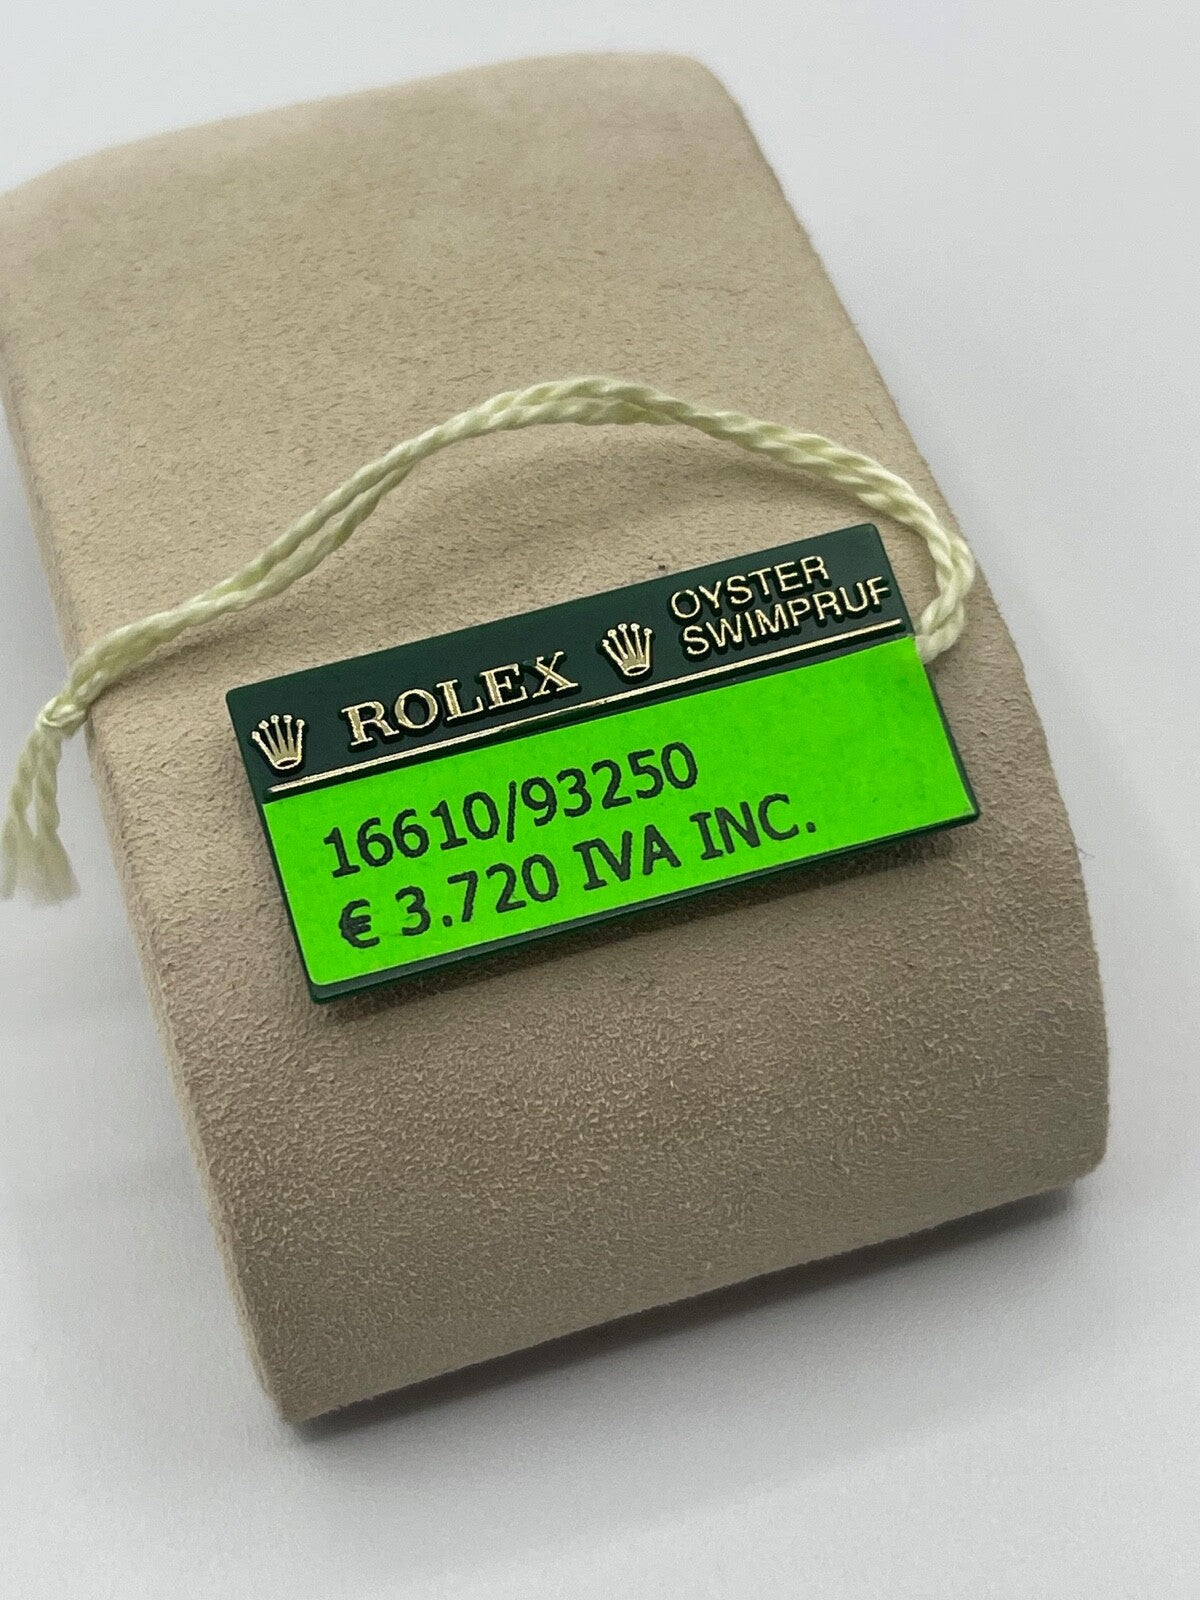 ROLEX
OYSTER
SWIMPRUF
16610/93250
€ 3.720 IVA INC.